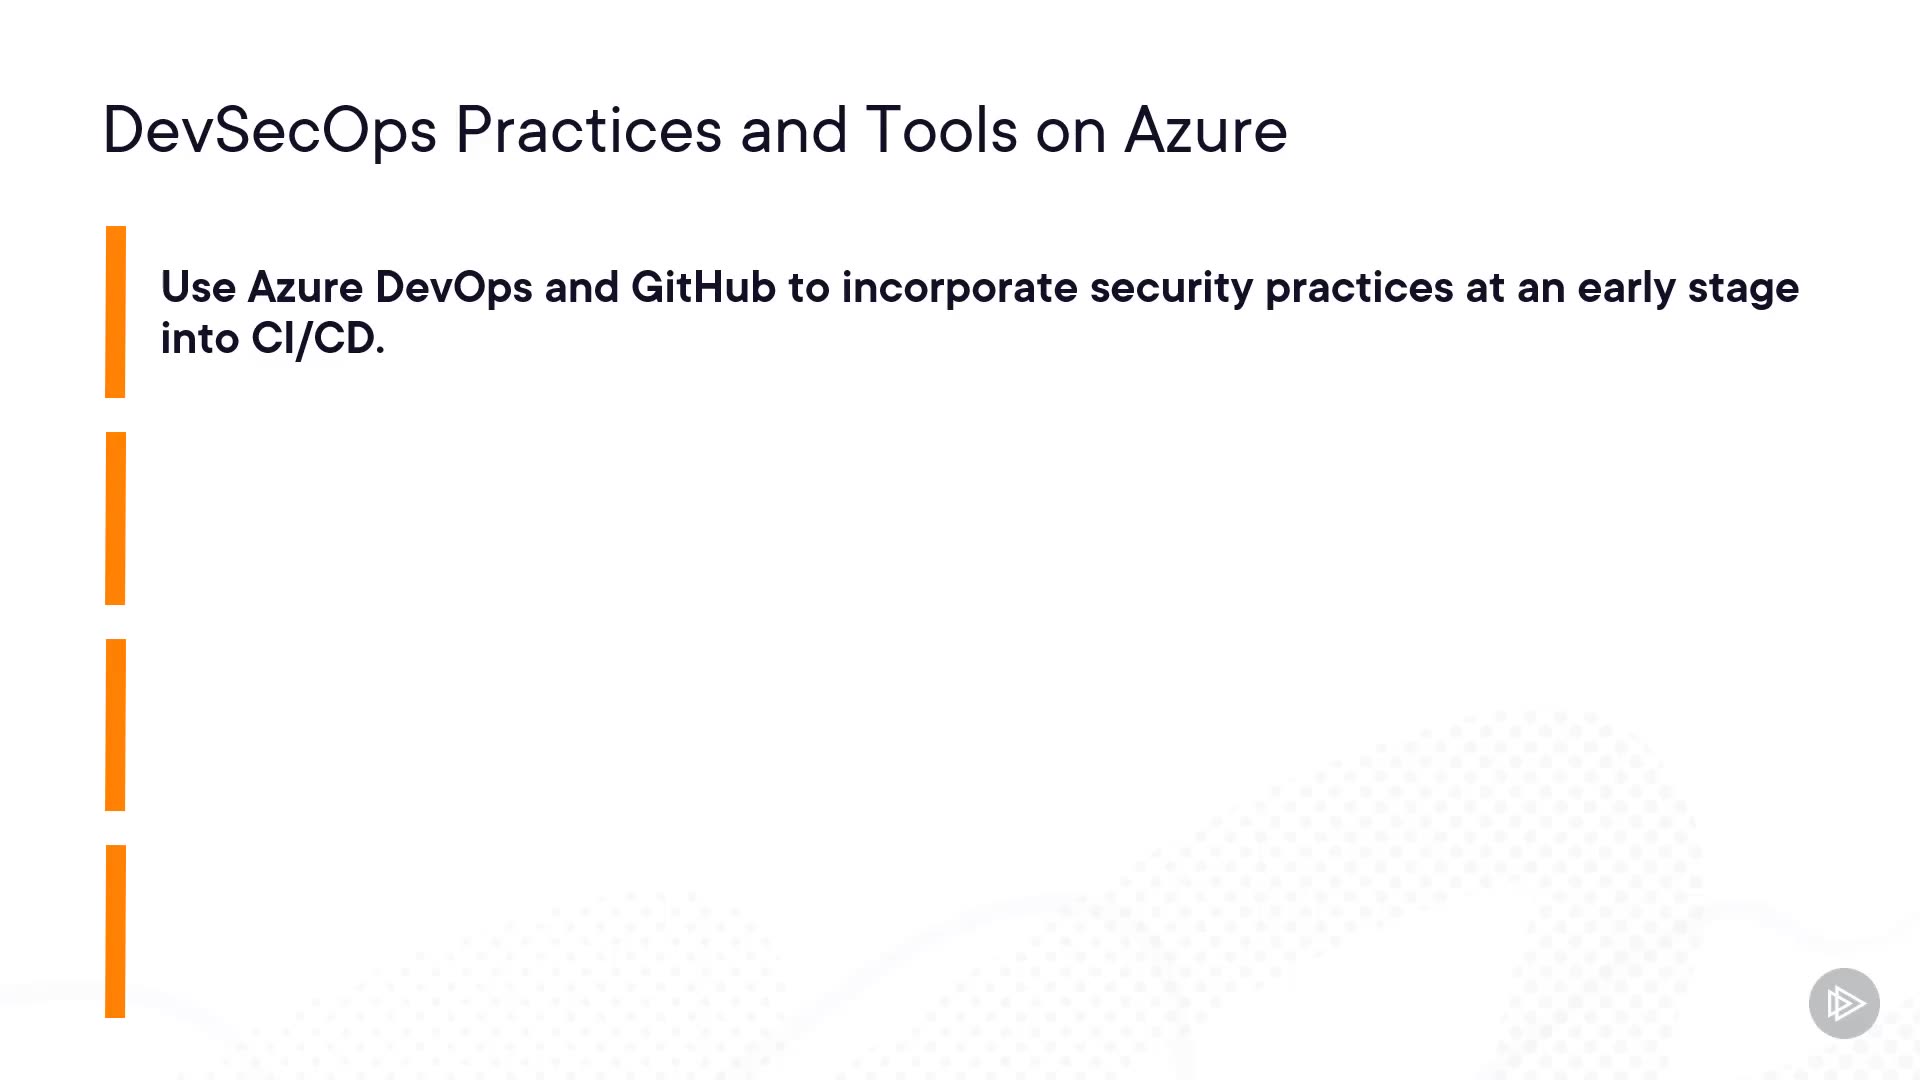 DevSecOps Practices and Tools on Azure
Use Azure DevOps and GitHub to incorporate security practices at an early stage
into CI/CD.